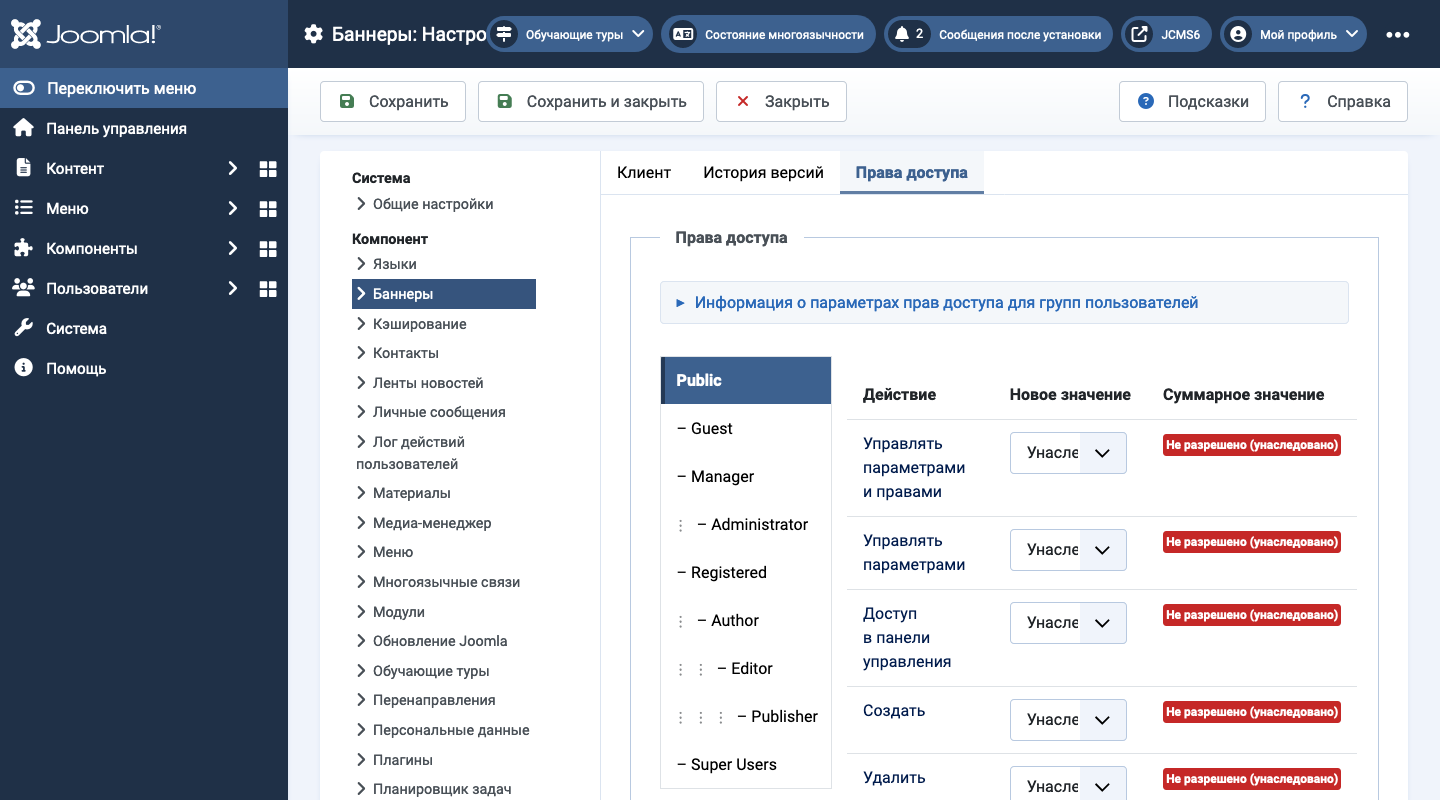 Joomla!
Баннеры: Настро
Обучающие туры
Состояние многоязычности
2 Сообщения после установки
JCMS6
Мой профиль
Переключить меню
Панель управления
Контент
Меню
Компоненты
Пользователи
Система
Помощь
Сохранить
Сохранить и закрыть
Закрыть
Подсказки
Справка
Система
Общие настройки
Компонент
Языки
Баннеры
Кэширование
Контакты
Ленты новостей
Личные сообщения
Лог действий
пользователей
Материалы
Медиа-менеджер
Меню
Многоязычные связи
Модули
Обновление Joomla
Обучающие туры
Перенаправления
Персональные данные
Плагины
Планировщик задач
Клиент
История версий
Права доступа
Права доступа
Информация о параметрах прав доступа для групп пользователей
Public
– Guest
– Manager
– Administrator
– Registered
– Author
– Editor
– Publisher
– Super Users
Действие Новое значение Суммарное значение
Управлять
параметрами
и правами
Унасле
Не разрешено (унаследовано)
Управлять
параметрами
Унасле
Не разрешено (унаследовано)
Доступ
в панели
управления
Унасле
Не разрешено (унаследовано)
Создать
Унасле
Не разрешено (унаследовано)
Удалить
Унасле
Не разрешено (унаследовано)